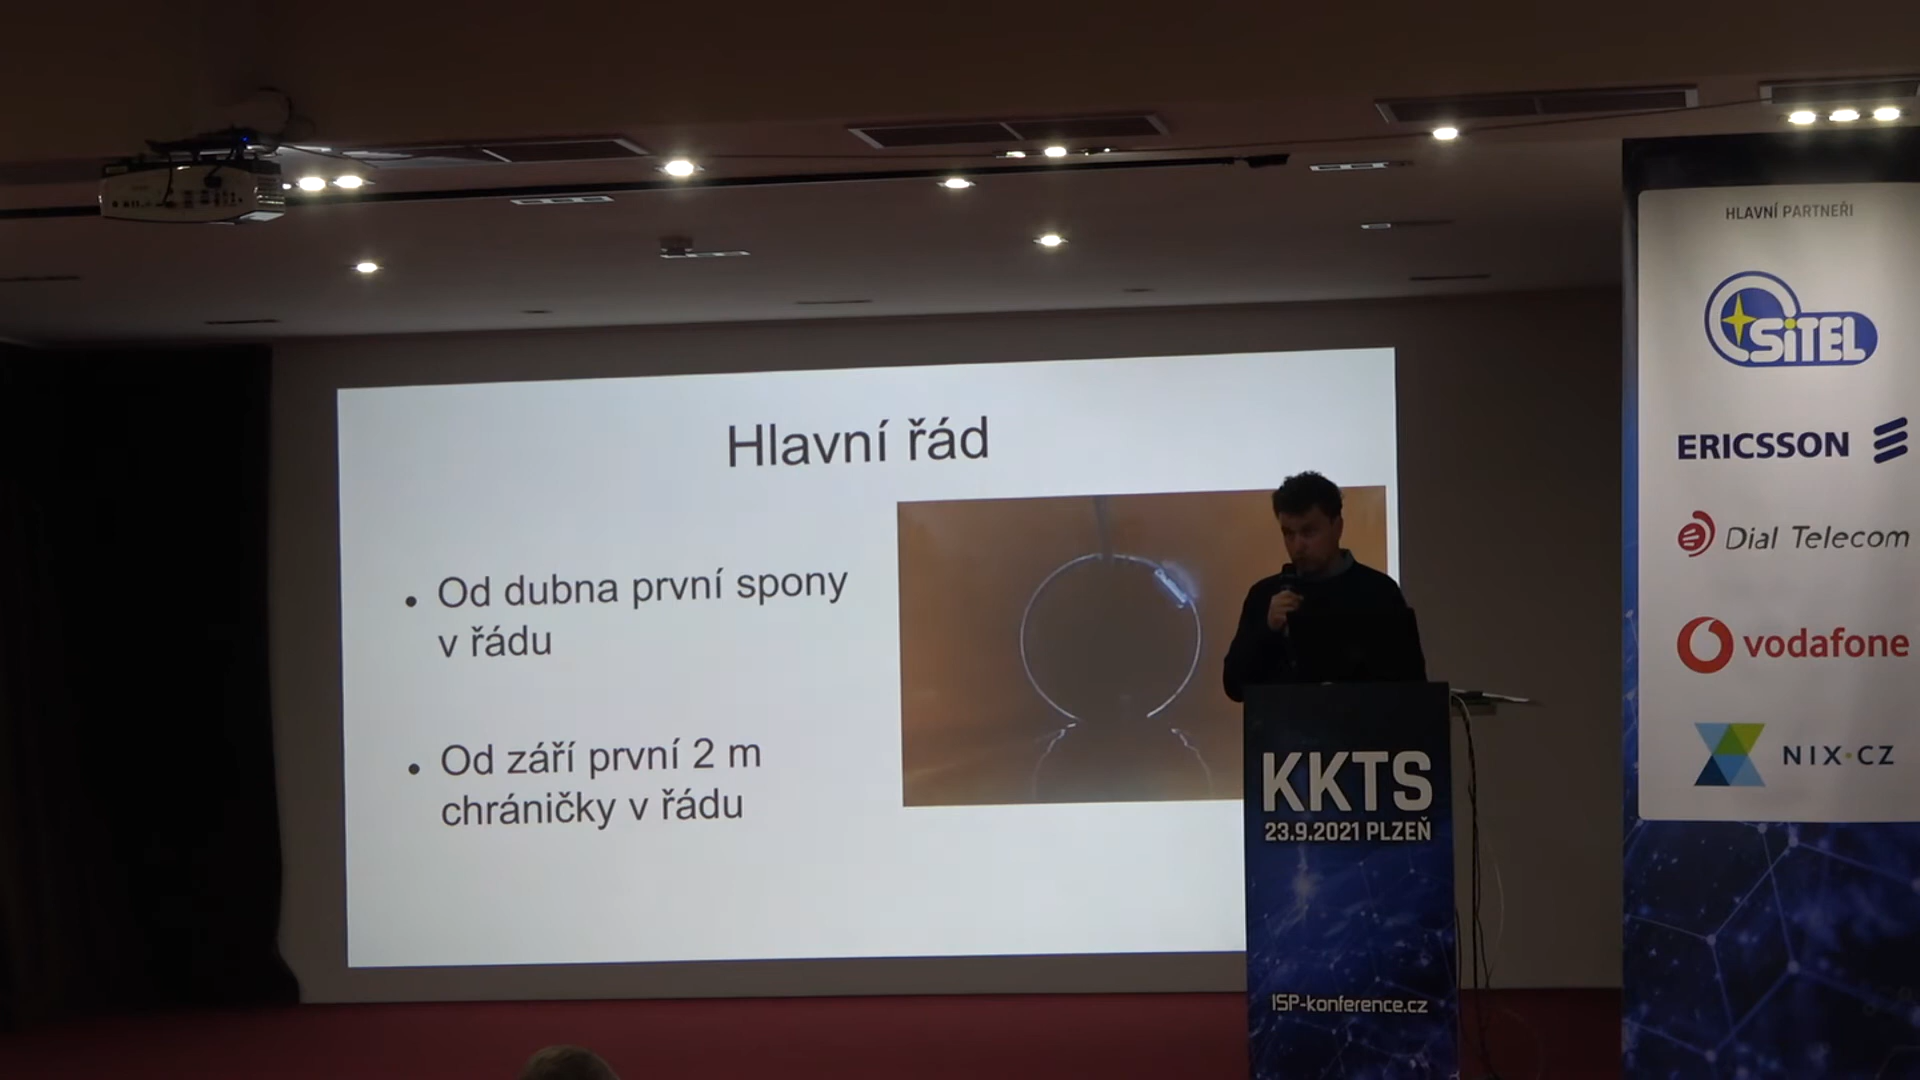 Hlavní řád
• Od dubna první spony
v řádu
• Od září první 2 m
chráničky v řádu
KKTS
23.9.2021 PLZEŇ
ISP-konference.cz
HLAVNÍ PARTNEŘI
SiTEL
ERICSSON
Dial Telecom
vodafone
NIX·CZ